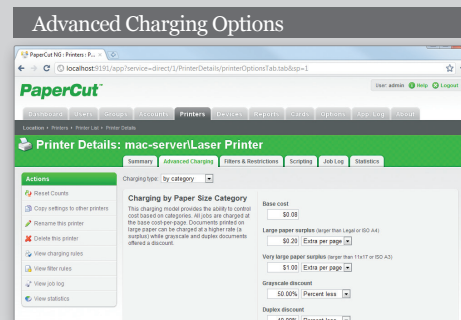 Advanced Charging Options
PaperCut NG : Printers : P...
localhost:9191/app?service=direct/1/PrinterDetails/printerOptionsTab.tab&sp=1
PaperCut
User: admin Help Logout
Dashboard Users Groups Accounts Printers Devices Reports Cards Options App. Log About
Location Printers Printer List Printer Details
Printer Details: mac-server\Laser Printer
Summary Advanced Charging Filters & Restrictions Scripting Job Log Statistics
Actions
Reset Counts
Copy settings to other printers
Rename this printer
Delete this printer
View charging rules
View filter rules
View job log
View statistics
Charging type: by category
Charging by Paper Size Category
This charging model provides the ability to control
cost based on categories. All jobs are charged at
the base cost-per-page. Documents printed on
large paper can be charged at a higher rate (a
surplus) while grayscale and duplex documents
offered a discount.
Base cost
$0.08
Large paper surplus (larger than Legal or ISO A4)
$0.20 Extra per page
Very large paper surplus (larger than 11x17 or ISO A3)
$1.00 Extra per page
Grayscale discount
50.00% Percent less
Duplex discount